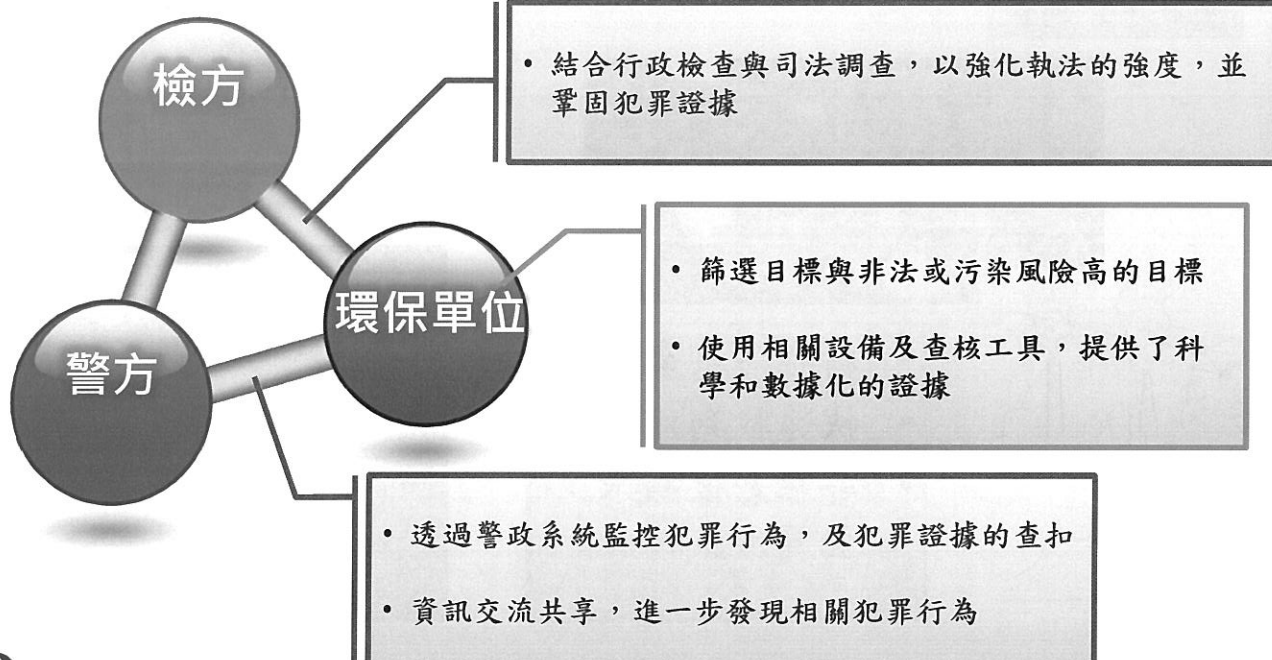 檢方
• 結合行政檢查與司法調查，以強化執法的強度，並
鞏固犯罪證據
環保單位
• 篩選目標與非法或污染風險高的目標
• 使用相關設備及查核工具，提供了科
學和數據化的證據
警方
• 透過警政系統監控犯罪行為，及犯罪證據的查扣
• 資訊交流共享，進一步發現相關犯罪行為